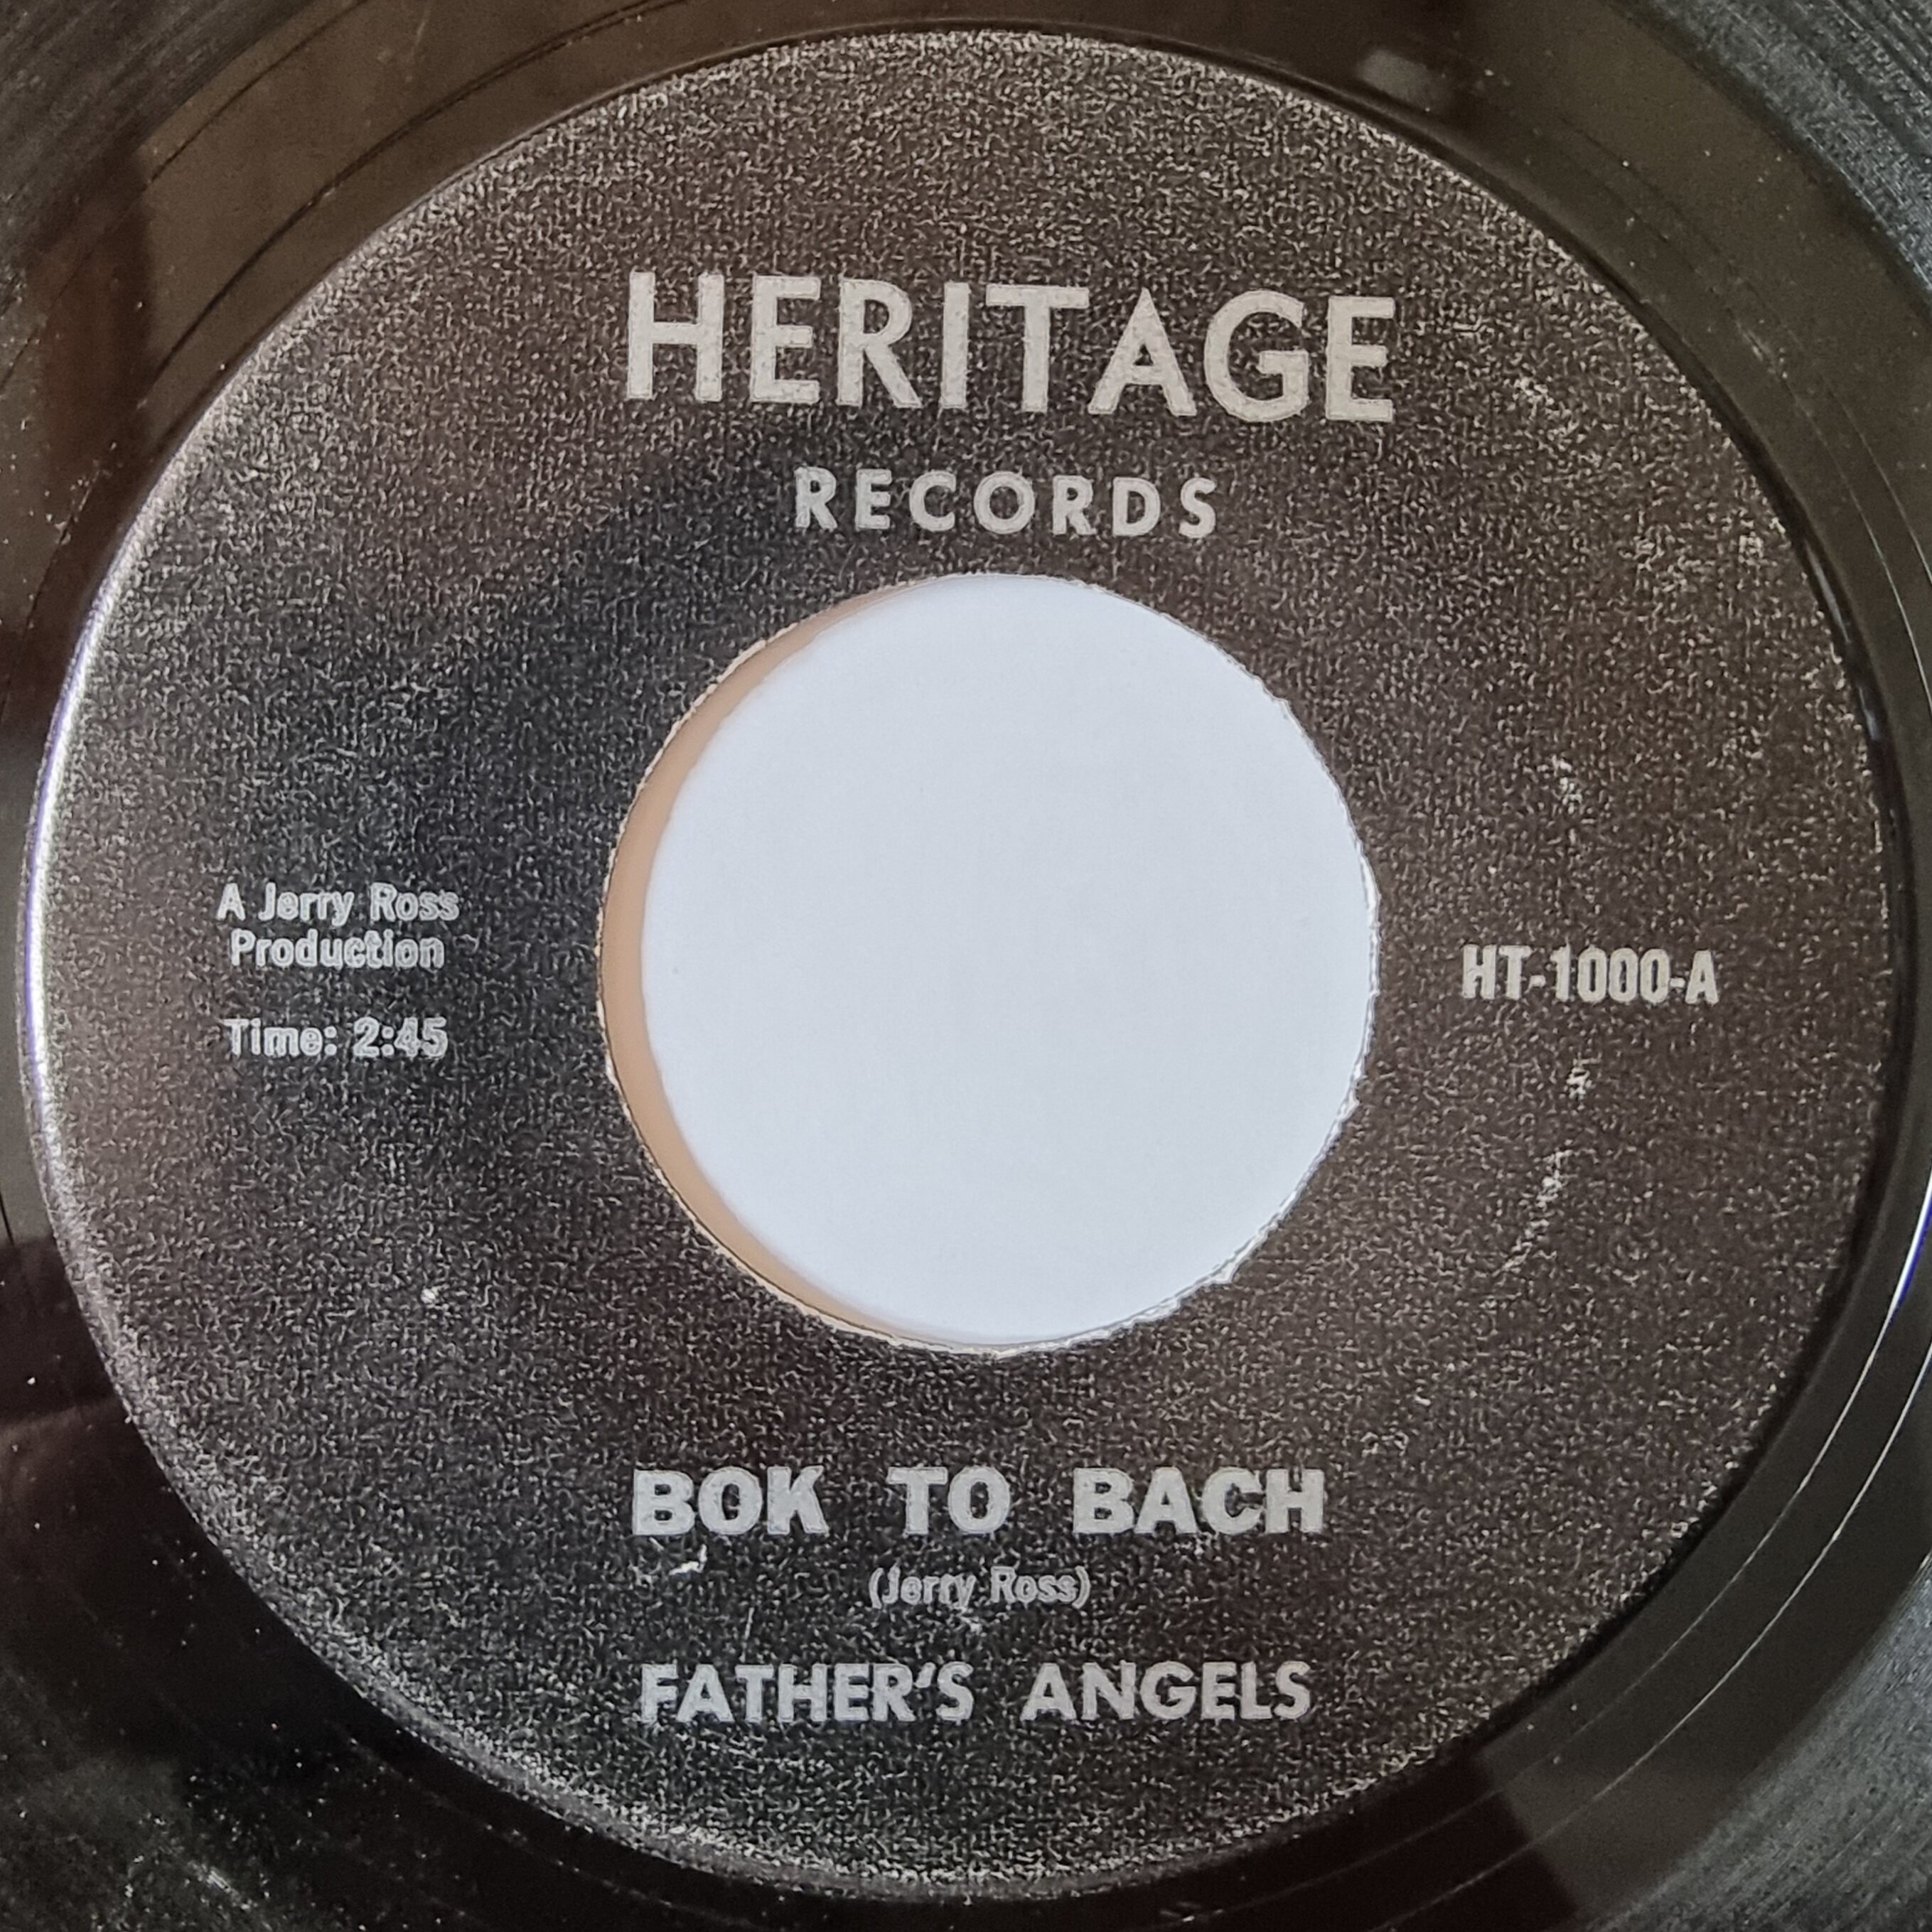 HERITAGE
RECORDS
A Jerry Ross
Production
Time: 2:45
HT-1000-A
BOK TO BACH
(Jerry Ross)
FATHER'S ANGELS